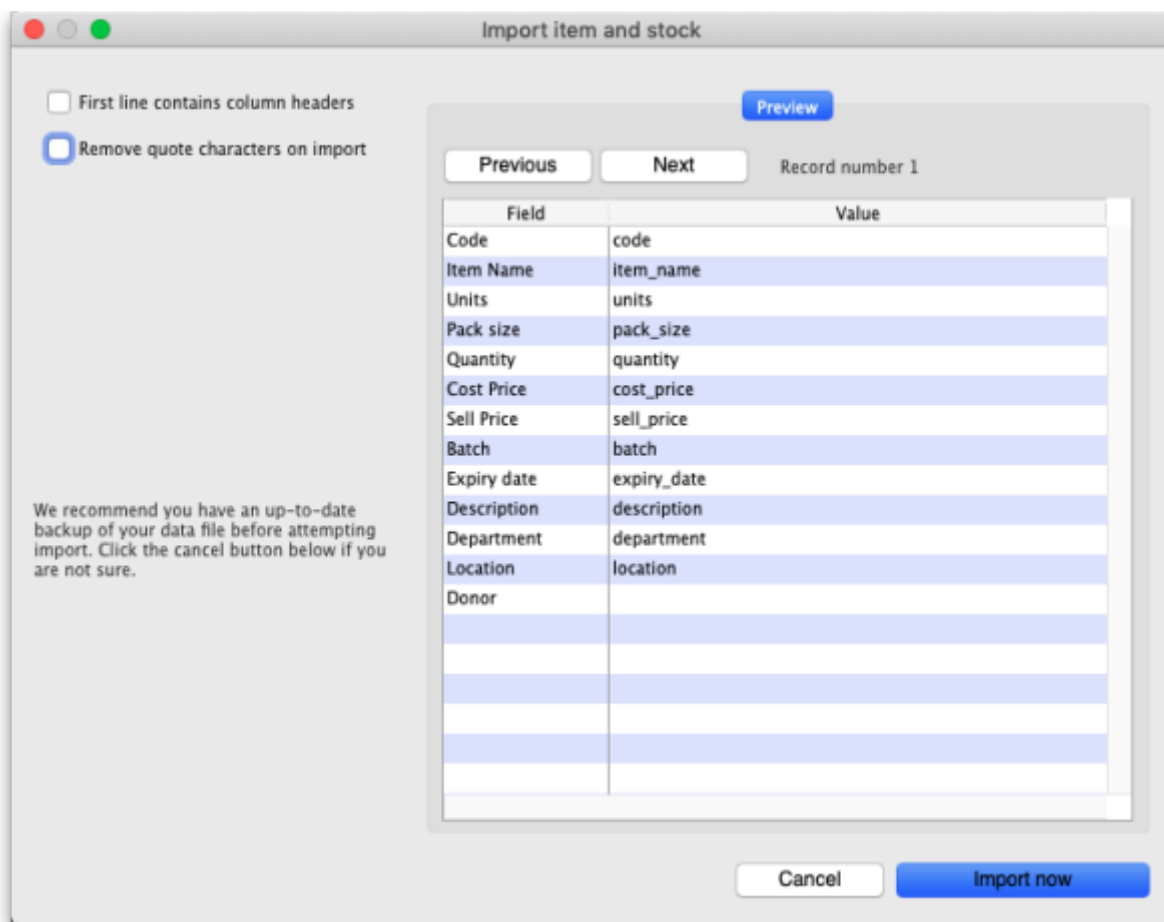 Import item and stock
First line contains column headers
Remove quote characters on import
We recommend you have an up-to-date
backup of your data file before attempting
import. Click the cancel button below if you
are not sure.
Preview
Previous Next Record number 1
Field Value
Code code
Item Name item_name
Units units
Pack size pack_size
Quantity quantity
Cost Price cost_price
Sell Price sell_price
Batch batch
Expiry date expiry_date
Description description
Department department
Location location
Donor
Cancel Import now